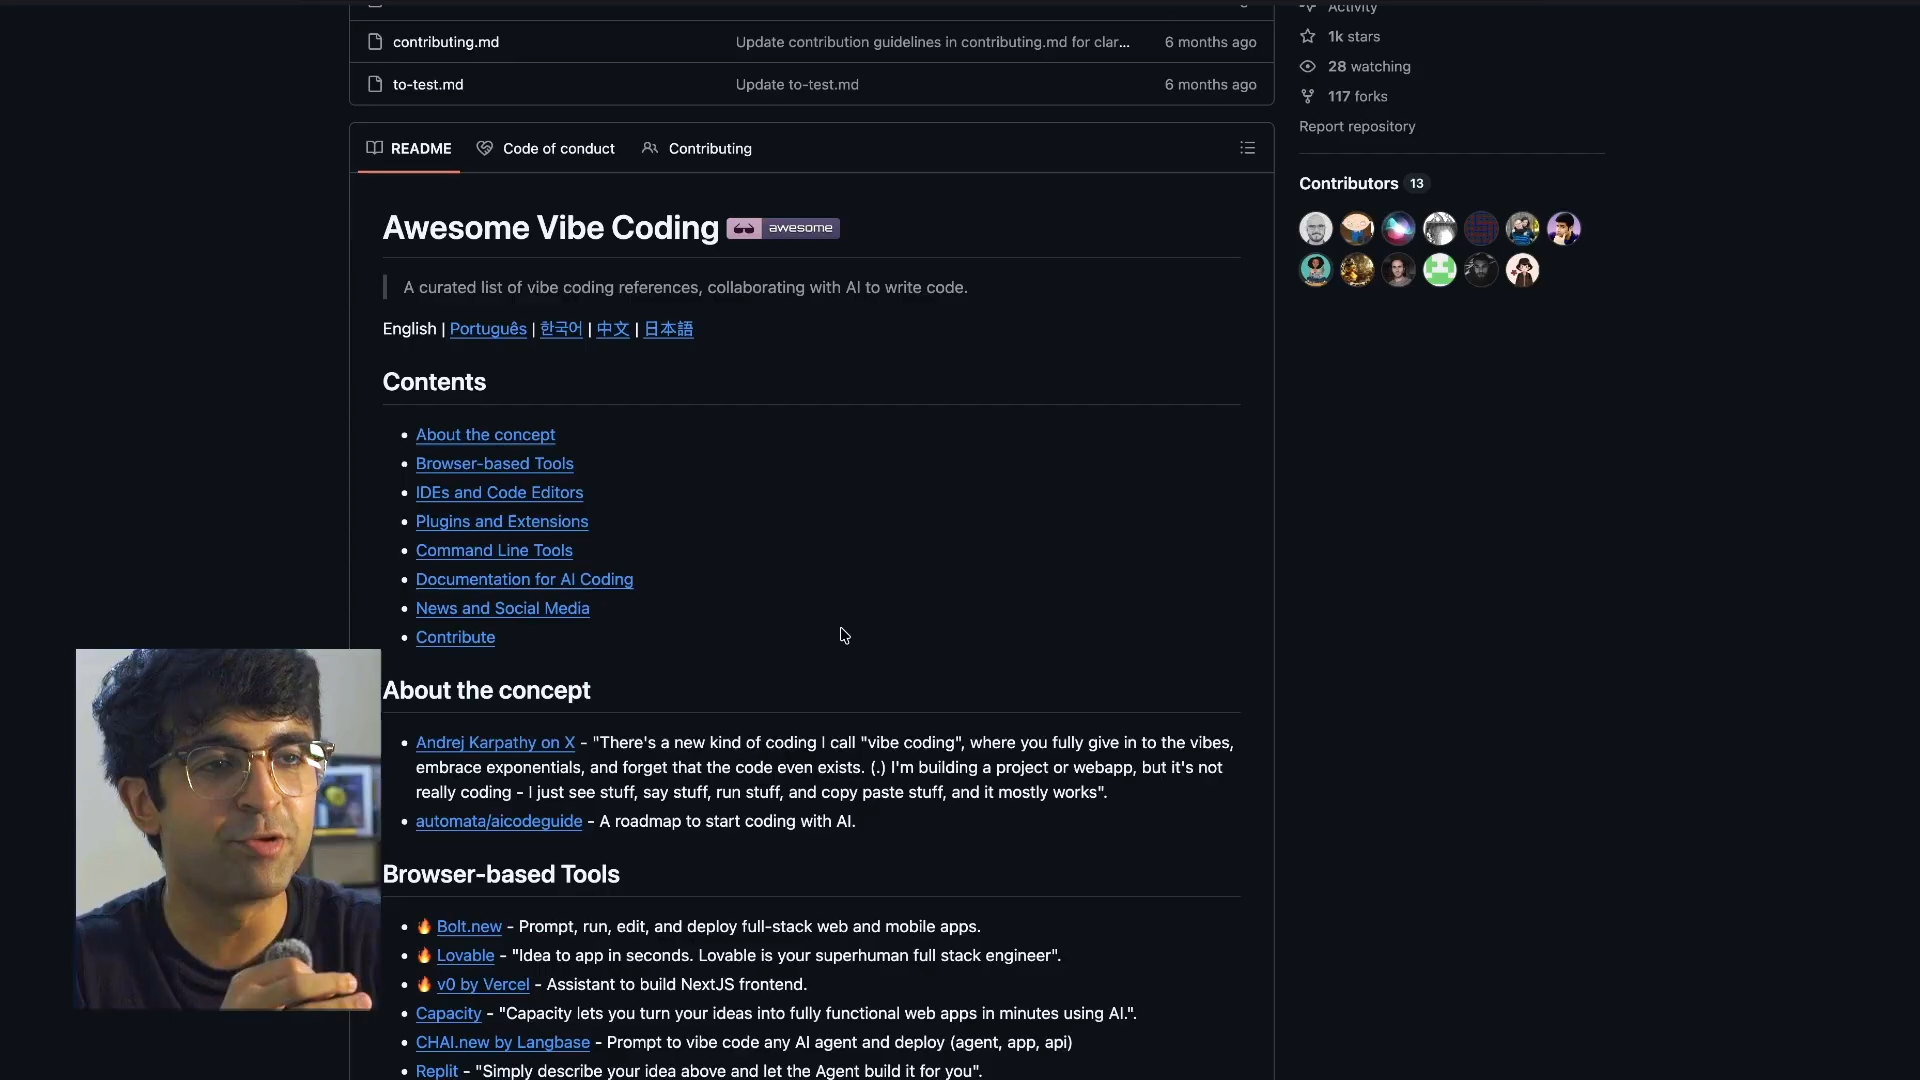 Activity
contributing.md Update contribution guidelines in contributing.md for clar... 6 months ago
1k stars
28 watching
to-test.md Update to-test.md 6 months ago
117 forks
Report repository
README Code of conduct Contributing
Contributors 13
Awesome Vibe Coding awesome
A curated list of vibe coding references, collaborating with AI to write code.
English | Português | 한국어 | 中文 | 日本語
Contents
About the concept
Browser-based Tools
IDEs and Code Editors
Plugins and Extensions
Command Line Tools
Documentation for AI Coding
News and Social Media
Contribute
About the concept
Andrej Karpathy on X - "There's a new kind of coding I call "vibe coding", where you fully give in to the vibes,
embrace exponentials, and forget that the code even exists. (.) I'm building a project or webapp, but it's not
really coding - I just see stuff, say stuff, run stuff, and copy paste stuff, and it mostly works".
automata/aicodeguide - A roadmap to start coding with AI.
Browser-based Tools
🔥 Bolt.new - Prompt, run, edit, and deploy full-stack web and mobile apps.
🔥 Lovable - "Idea to app in seconds. Lovable is your superhuman full stack engineer".
🔥 v0 by Vercel - Assistant to build NextJS frontend.
Capacity - "Capacity lets you turn your ideas into fully functional web apps in minutes using AI.".
CHAI.new by Langbase - Prompt to vibe code any AI agent and deploy (agent, app, api)
Replit - "Simply describe your idea above and let the Agent build it for you".